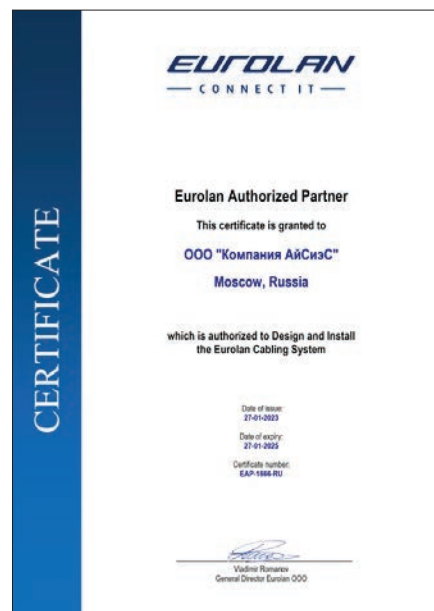 CERTIFICATE
EUROLAN
CONNECT IT
Eurolan Authorized Partner
This certificate is granted to
ООО "Компания АйСиэС"
Moscow, Russia
which is authorized to Design and Install
the Eurolan Cabling System
Date of issue:
27-01-2023
Date of expiry:
27-01-2025
Certificate number:
EAP-1666-RU
Vladimir Romanov
General Director Eurolan OOO